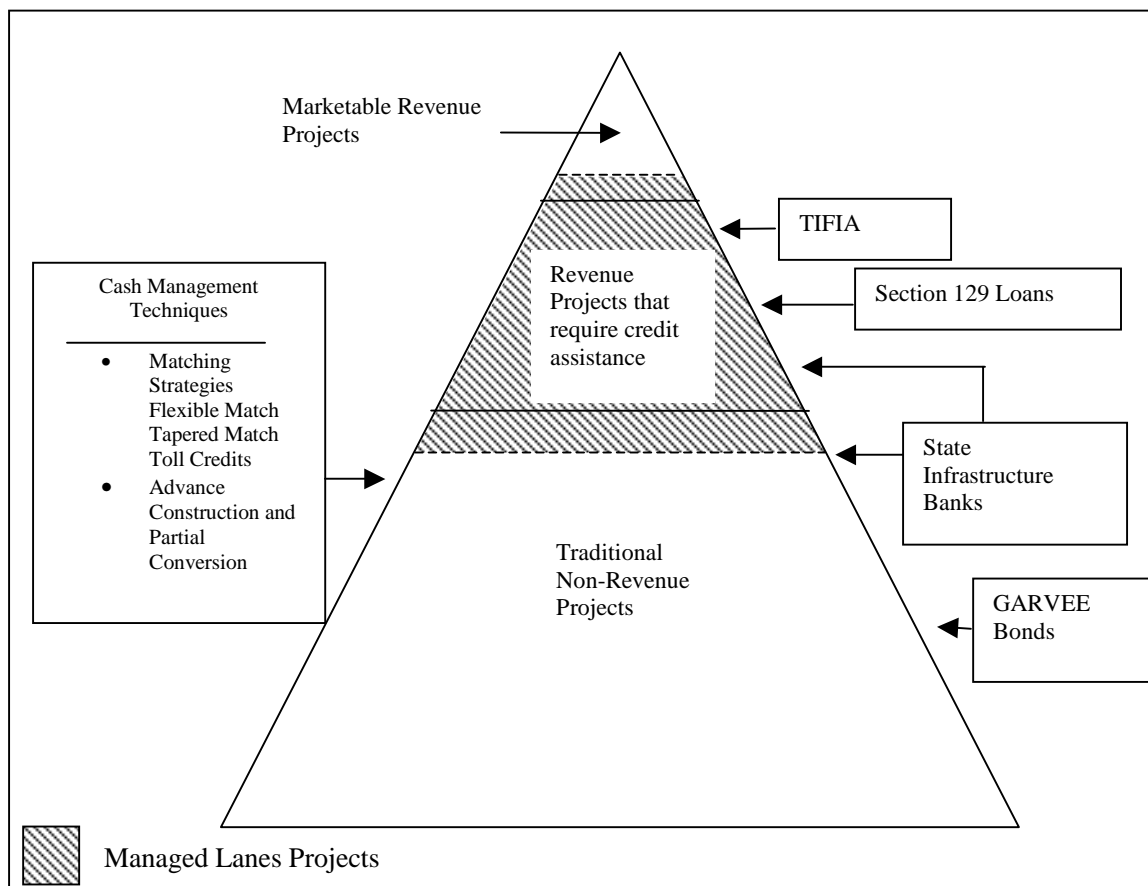 Marketable Revenue
Projects
TIFIA
Revenue
Projects that
require credit
assistance
Section 129 Loans
Cash Management
Techniques
• Matching
Strategies
Flexible Match
Tapered Match
Toll Credits
• Advance
Construction and
Partial
Conversion
State
Infrastructure
Banks
Traditional
Non-Revenue
Projects
GARVEE
Bonds
Managed Lanes Projects